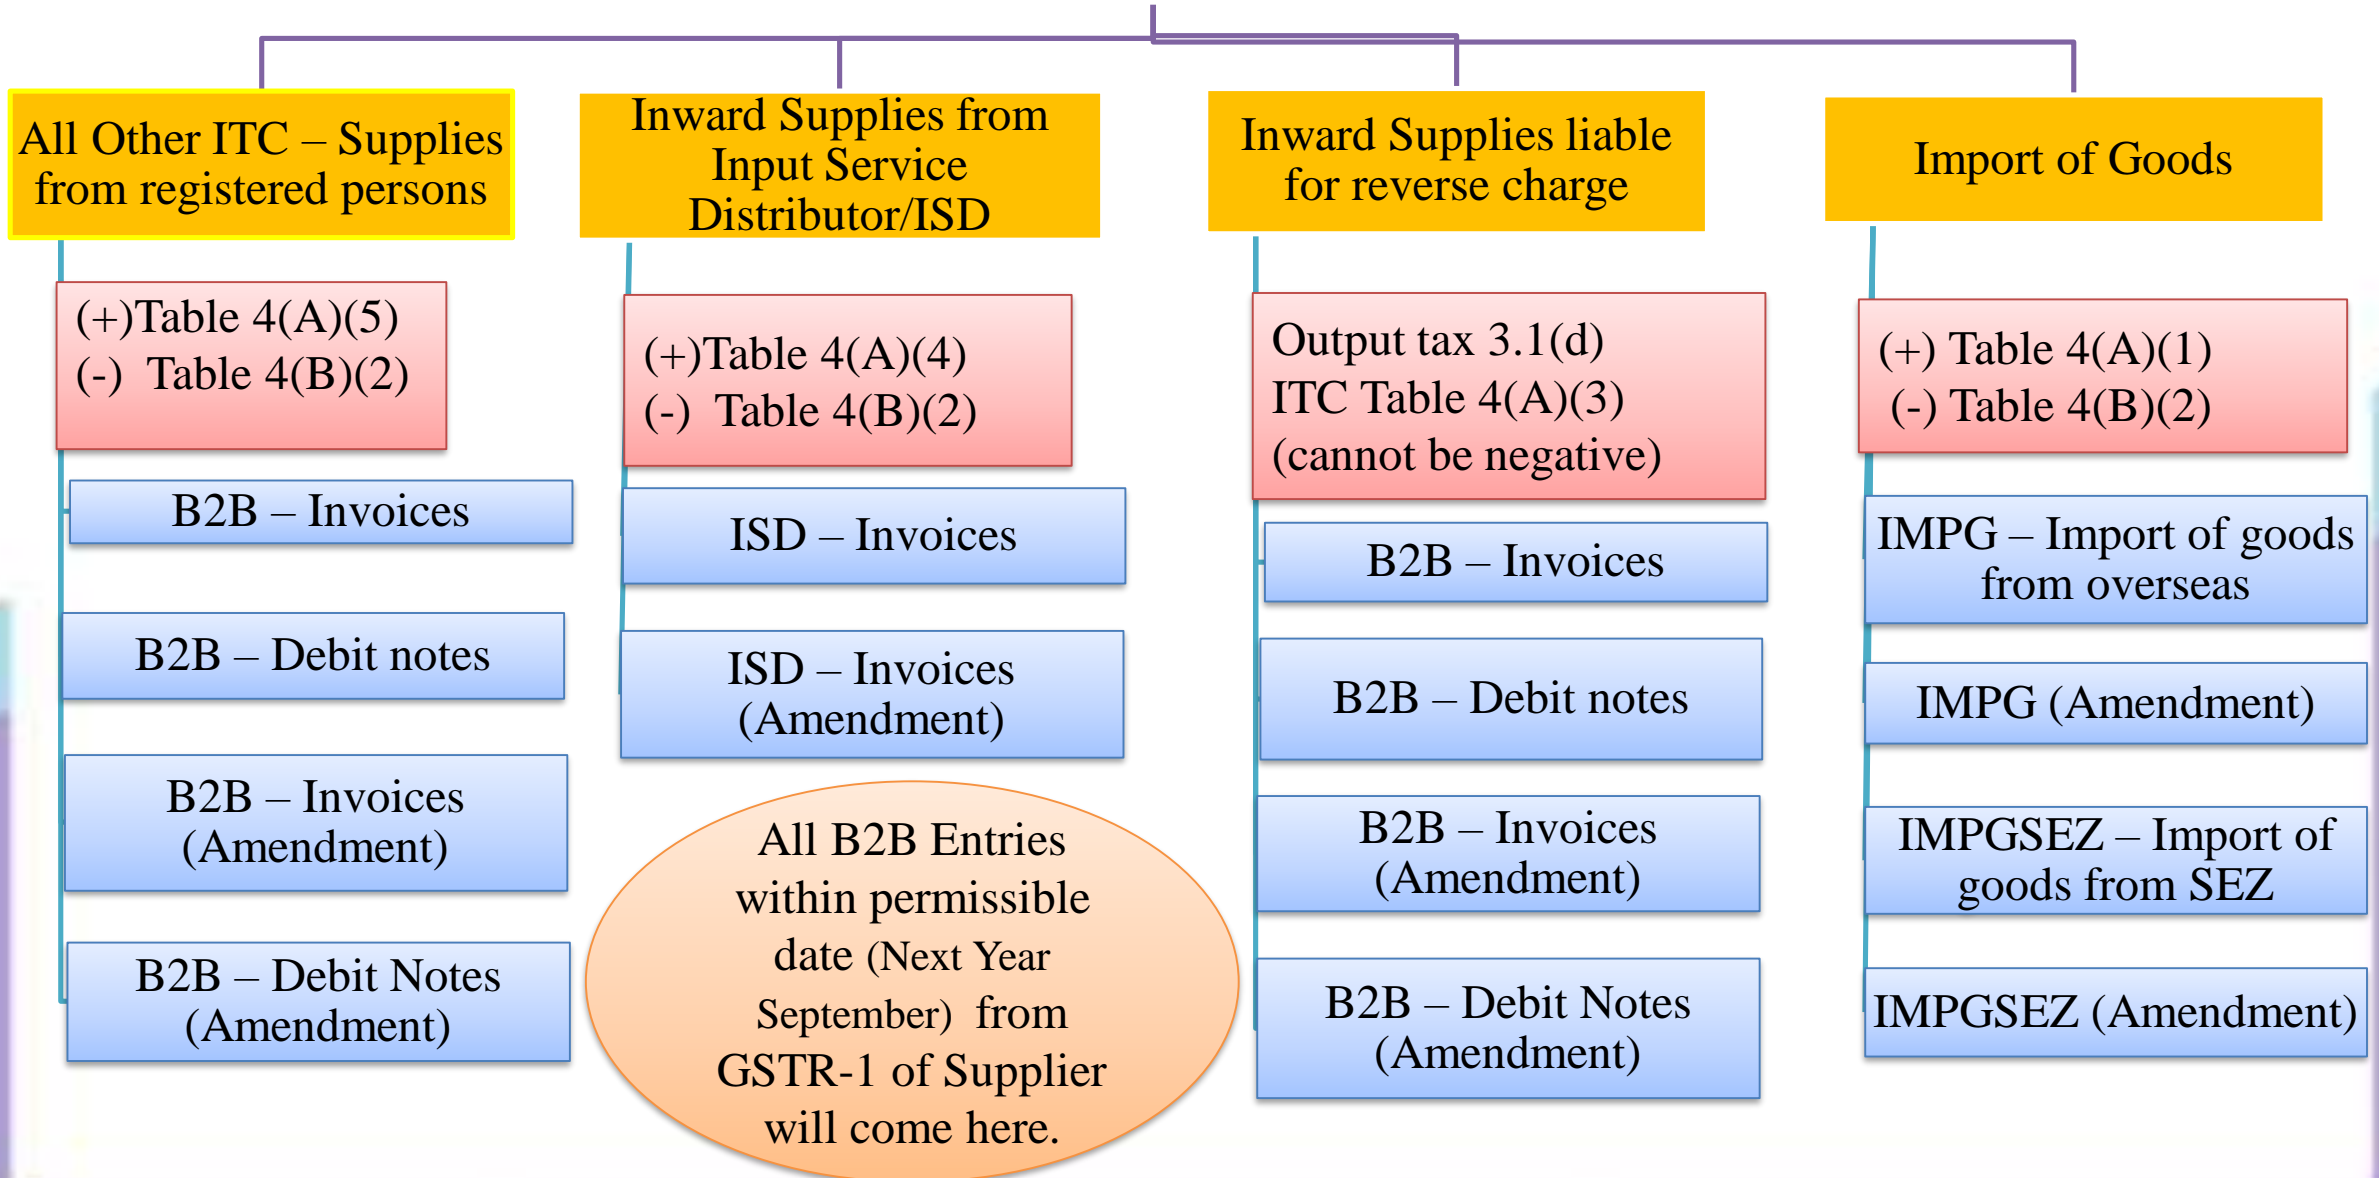 All Other ITC – Supplies
from registered persons
(+)Table 4(A)(5)
(-) Table 4(B)(2)
B2B – Invoices
B2B – Debit notes
B2B – Invoices
(Amendment)
B2B – Debit Notes
(Amendment)
Inward Supplies from
Input Service
Distributor/ISD
(+)Table 4(A)(4)
(-) Table 4(B)(2)
ISD – Invoices
ISD – Invoices
(Amendment)
All B2B Entries
within permissible
date (Next Year
September) from
GSTR-1 of Supplier
will come here.
Inward Supplies liable
for reverse charge
Output tax 3.1(d)
ITC Table 4(A)(3)
(cannot be negative)
B2B – Invoices
B2B – Debit notes
B2B – Invoices
(Amendment)
B2B – Debit Notes
(Amendment)
Import of Goods
(+) Table 4(A)(1)
(-) Table 4(B)(2)
IMPG – Import of goods
from overseas
IMPG (Amendment)
IMPGSEZ – Import of
goods from SEZ
IMPGSEZ (Amendment)